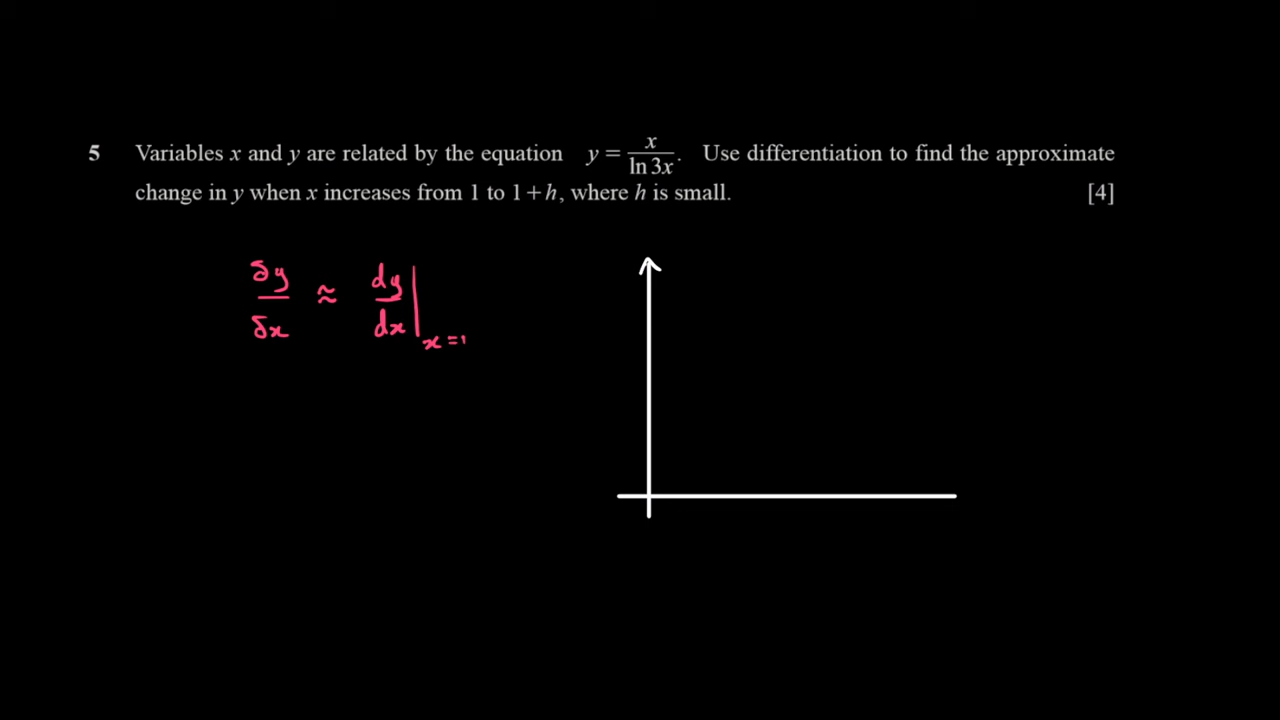 5 Variables x and y are related by the equation y = x/ln 3x. Use differentiation to find the approximate
change in y when x increases from 1 to 1 + h, where h is small. [4]
δy/δx ≈ dy/dx|x=1